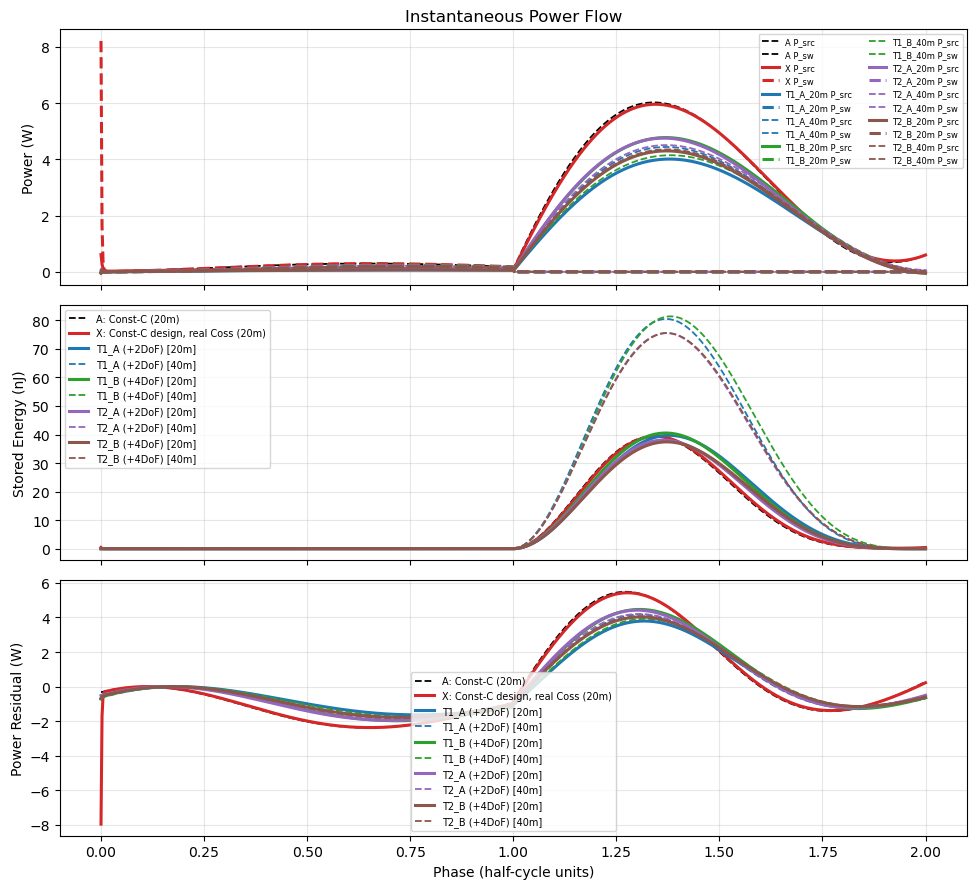 Instantaneous Power Flow
Power (W)
8
6
4
2
0
A P_src
A P_sw
X P_src
X P_sw
T1_A_20m P_src
T1_A_20m P_sw
T1_A_40m P_src
T1_A_40m P_sw
T1_B_20m P_src
T1_B_20m P_sw
T1_B_40m P_src
T1_B_40m P_sw
T2_A_20m P_src
T2_A_20m P_sw
T2_A_40m P_src
T2_A_40m P_sw
T2_B_20m P_src
T2_B_20m P_sw
T2_B_40m P_src
T2_B_40m P_sw
Stored Energy (nJ)
80
70
60
50
40
30
20
10
0
A: Const-C (20m)
X: Const-C design, real Coss (20m)
T1_A (+2DoF) [20m]
T1_A (+2DoF) [40m]
T1_B (+4DoF) [20m]
T1_B (+4DoF) [40m]
T2_A (+2DoF) [20m]
T2_A (+2DoF) [40m]
T2_B (+4DoF) [20m]
T2_B (+4DoF) [40m]
Power Residual (W)
6
4
2
0
−2
−4
−6
−8
A: Const-C (20m)
X: Const-C design, real Coss (20m)
T1_A (+2DoF) [20m]
T1_A (+2DoF) [40m]
T1_B (+4DoF) [20m]
T1_B (+4DoF) [40m]
T2_A (+2DoF) [20m]
T2_A (+2DoF) [40m]
T2_B (+4DoF) [20m]
T2_B (+4DoF) [40m]
0.00 0.25 0.50 0.75 1.00 1.25 1.50 1.75 2.00
Phase (half-cycle units)